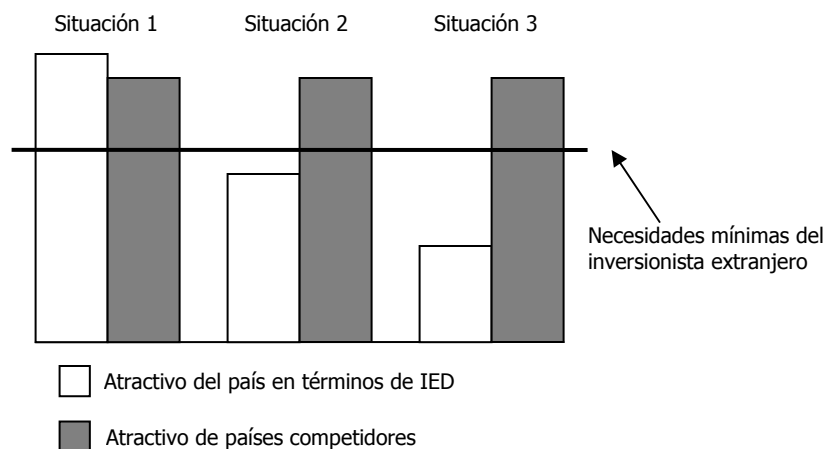 Situación 1
Situación 2
Situación 3
Necesidades mínimas del
inversionista extranjero
Atractivo del país en términos de IED
Atractivo de países competidores